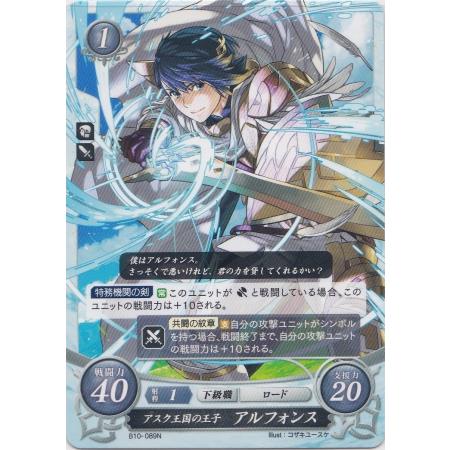 1
僕はアルフォンス。
さっそくで悪いけれど、君の力を貸してくれるかい？
特務機関の剣 常 このユニットが と戦闘している場合、この
ユニットの戦闘力は＋10される。
共闘の紋章 支 自分の攻撃ユニットがシンボル
を持つ場合、戦闘終了まで、自分の攻撃ユニット
の戦闘力は＋10される。
戦闘力 40 射程 1 下級職 ロード 支援力 20
アスク王国の王子 アルフォンス
B10-089N Illust：コザキユースケ